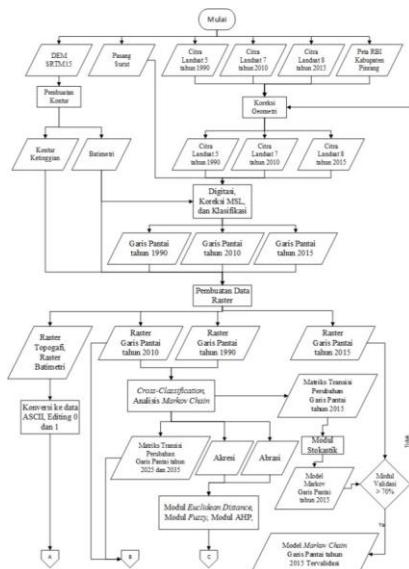 Mulai
DEM
SRTM15
Pasang
Surut
Citra
Landsat 5
tahun 1990
Citra
Landsat 7
tahun 2010
Citra
Landsat 8
tahun 2015
Peta RBI
Kabupaten
Pinrang
Pembuatan
Kontur
Koreksi
Geometri
Kontur
Ketinggian
Batimetri
Citra
Landsat 5
tahun 1990
Citra
Landsat 7
tahun 2010
Citra
Landsat 8
tahun 2015
Digitasi,
Koreksi MSL,
dan Klasifikasi
Garis Pantai
tahun 1990
Garis Pantai
tahun 2010
Garis Pantai
tahun 2015
Pembuatan Data
Raster
Raster
Topografi,
Raster
Batimetri
Raster
Garis Pantai
tahun 2010
Raster
Garis Pantai
tahun 1990
Raster
Garis Pantai
tahun 2015
Konversi ke data
ASCII, Editing 0
dan 1
Cross-Classification,
Analisis Markov Chain
Matriks Transisi
Perubahan
Garis Pantai
tahun 2015
Tidak
Matriks Transisi
Perubahan
Garis Pantai tahun
2025 dan 2035
Akresi
Abrasi
Modul
Stokastik
Model
Markov
Garis Pantai
tahun 2015
Modul
Validasi
> 70%
Modul Euclidean Distance,
Modul Fuzzy, Modul AHP,
Ya
Model Markov Chain
Garis Pantai tahun
2015 Tervalidasi
A
B
C